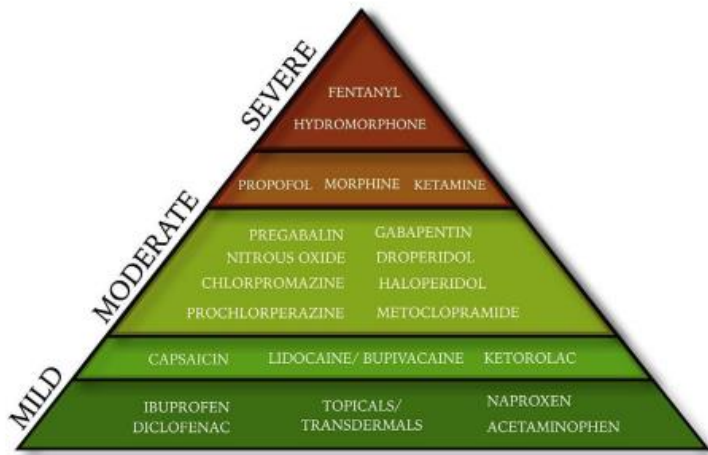 SEVERE
FENTANYL
HYDROMORPHONE
PROPOFOL MORPHINE KETAMINE
MODERATE
PREGABALIN GABAPENTIN
NITROUS OXIDE DROPERIDOL
CHLORPROMAZINE HALOPERIDOL
PROCHLORPERAZINE METOCLOPRAMIDE
MILD
CAPSAICIN LIDOCAINE/ BUPIVACAINE KETOROLAC
IBUPROFEN TOPICALS/ NAPROXEN
DICLOFENAC TRANSDERMALS ACETAMINOPHEN